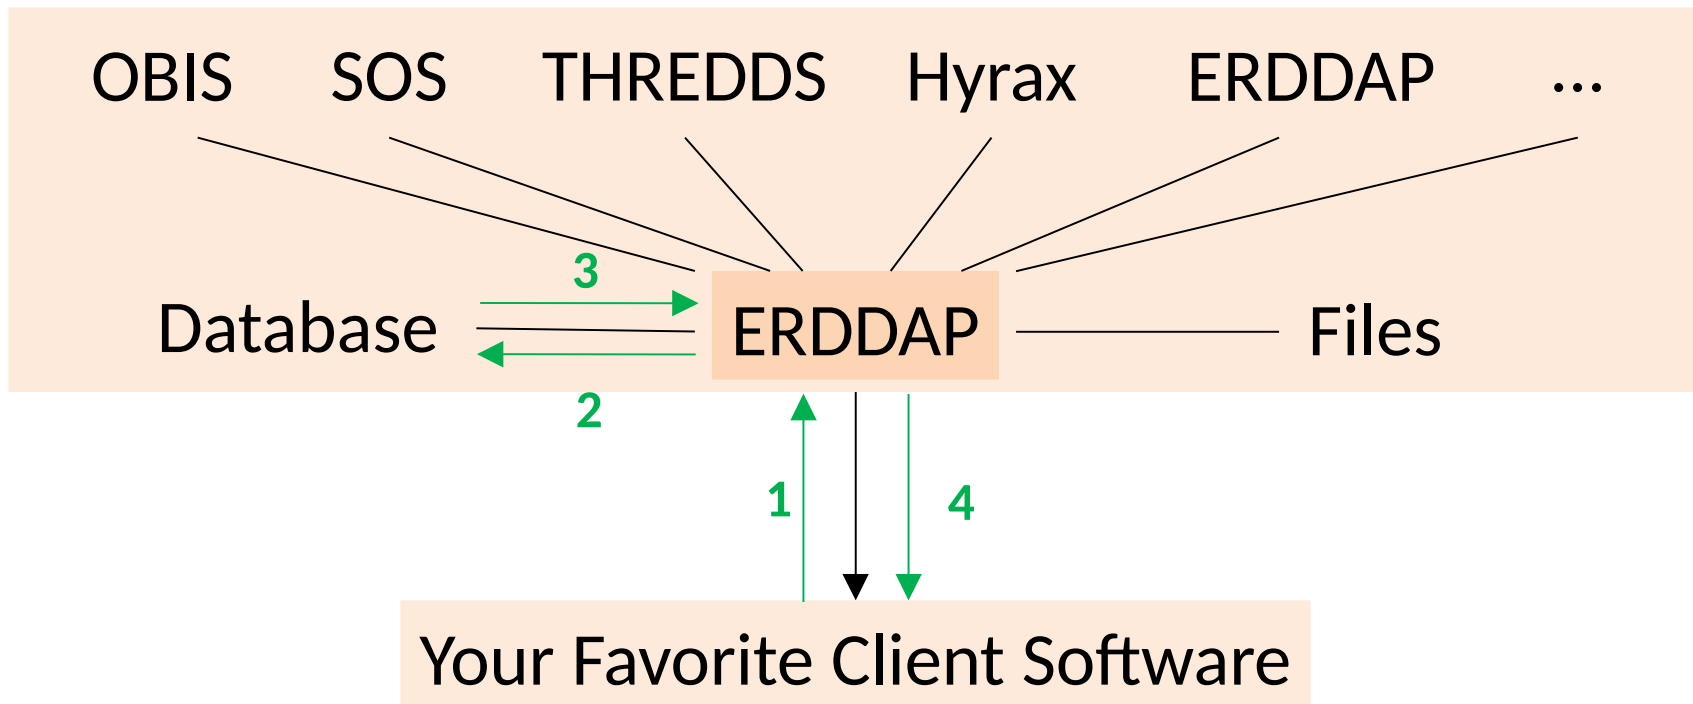 OBIS SOS THREDDS Hyrax ERDDAP ...
3
Database ERDDAP Files
2
1 4
Your Favorite Client Software